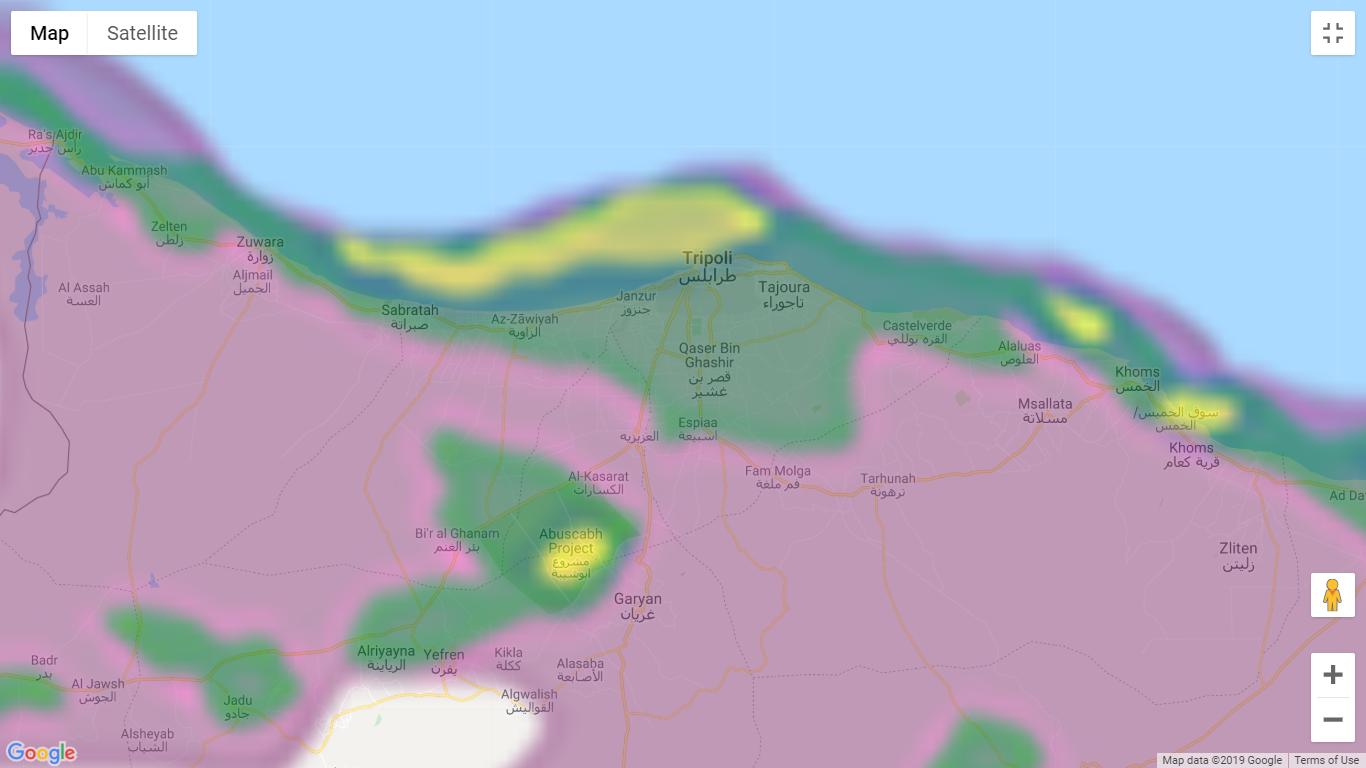 Map
Satellite
Ra's Ajdir
رأس جدير
Abu Kammash
أبو كماش
Zelten
زلطن
Zuwara
زوارة
Aljmail
الجميل
Al Assah
العسة
Sabratah
صبراتة
Az-Zāwiyah
الزاوية
Janzur
جنزور
Tripoli
طرابلس
Tajoura
تاجوراء
Qaser Bin
Ghashir
قصر بن
غشير
Castelverde
القره بوللي
Alaluas
العلوص
Khoms
الخمس
Msallata
مسلاتة
سوق الخميس/
الخمس
Khoms
قرية كعام
Espiaa
اسبيعة
العزيزيه
Fam Molga
فم ملغة
Tarhunah
ترهونة
Ad Da
Al-Kasarat
الكسارات
Bi'r al Ghanam
بئر الغنم
Abuscabh
Project
مشروع
ابوشيبة
Zliten
زليتن
Garyan
غريان
Alriyayna
الرياينة
Yefren
يفرن
Kikla
ككلة
Alasaba
الأصابعة
Algwalish
القواليش
Badr
بدر
Al Jawsh
الحوش
Jadu
جادو
Alsheyab
الشياب
Google
Map data ©2019 Google
Terms of Use